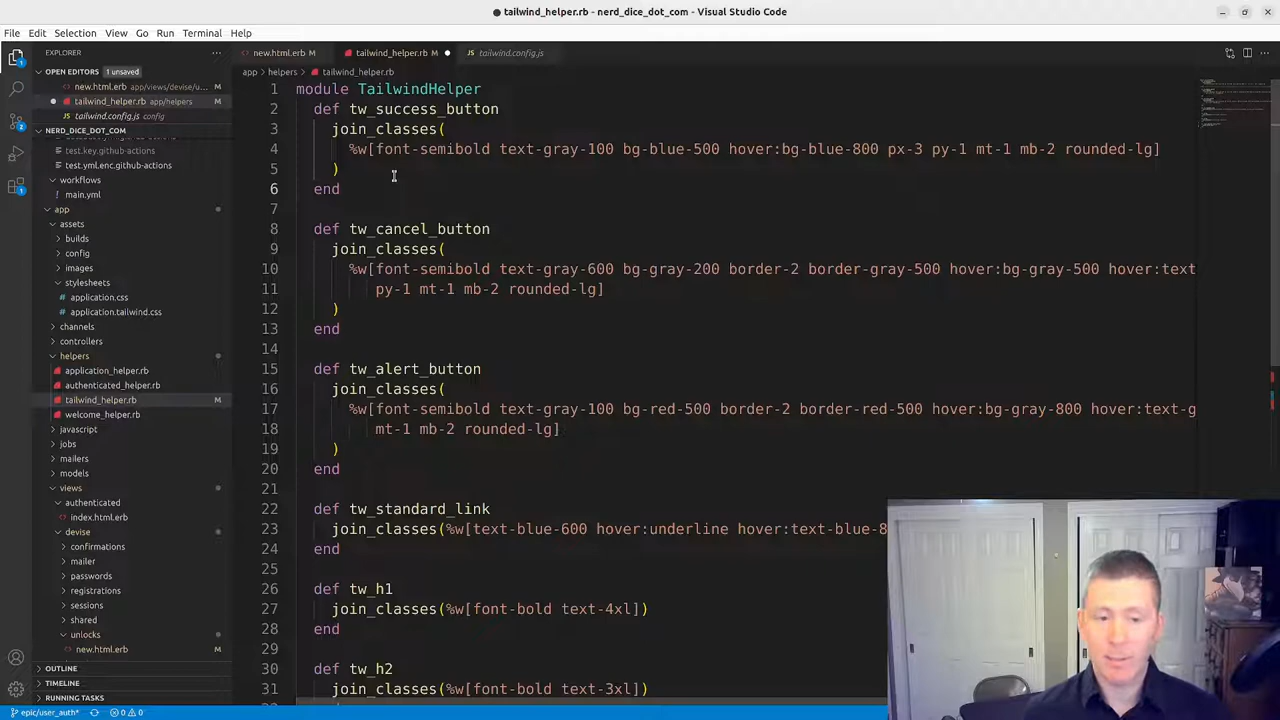 tailwind_helper.rb - nerd_dice_dot_com - Visual Studio Code
File Edit Selection View Go Run Terminal Help
EXPLORER
new.html.erb M
tailwind_helper.rb M
tailwind.config.js
OPEN EDITORS 1 unsaved
app > helpers > tailwind_helper.rb
new.html.erb app/views/devise/u... M
tailwind_helper.rb app/helpers M
tailwind.config.js config
NERD_DICE_DOT_COM
test.key.github-actions
test.yml.enc.github-actions
workflows
main.yml
app
assets
builds
config
images
stylesheets
application.css
application.tailwind.css
channels
controllers
helpers
application_helper.rb
authenticated_helper.rb
tailwind_helper.rb M
welcome_helper.rb
javascript
jobs
mailers
models
views
authenticated
index.html.erb
devise
confirmations
mailer
passwords
registrations
sessions
shared
unlocks
new.html.erb M
OUTLINE
TIMELINE
RUNNING TASKS
1 module TailwindHelper
2 def tw_success_button
3 join_classes(
4 %w[font-semibold text-gray-100 bg-blue-500 hover:bg-blue-800 px-3 py-1 mt-1 mb-2 rounded-lg]
5 )
6 end
7
8 def tw_cancel_button
9 join_classes(
10 %w[font-semibold text-gray-600 bg-gray-200 border-2 border-gray-500 hover:bg-gray-500 hover:text
11 py-1 mt-1 mb-2 rounded-lg]
12 )
13 end
14
15 def tw_alert_button
16 join_classes(
17 %w[font-semibold text-gray-100 bg-red-500 border-2 border-red-500 hover:bg-gray-800 hover:text-g
18 mt-1 mb-2 rounded-lg]
19 )
20 end
21
22 def tw_standard_link
23 join_classes(%w[text-blue-600 hover:underline hover:text-blue-8
24 end
25
26 def tw_h1
27 join_classes(%w[font-bold text-4xl])
28 end
29
30 def tw_h2
31 join_classes(%w[font-bold text-3xl])
epic/user_auth* 0 0